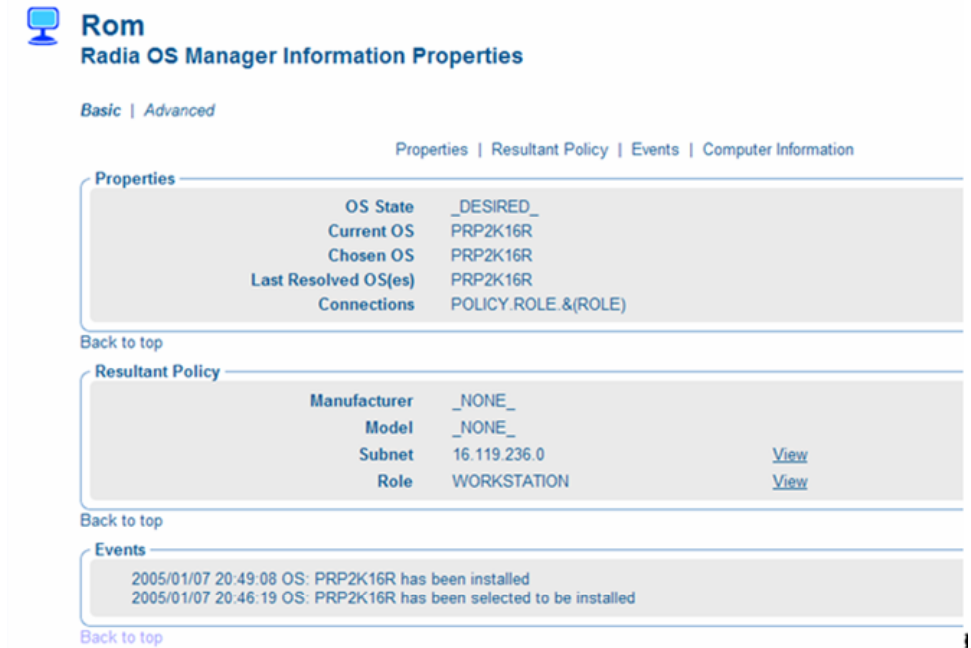 Rom
Radia OS Manager Information Properties
Basic | Advanced
Properties | Resultant Policy | Events | Computer Information
Properties
OS State _DESIRED_
Current OS PRP2K16R
Chosen OS PRP2K16R
Last Resolved OS(es) PRP2K16R
Connections POLICY.ROLE.&(ROLE)
Back to top
Resultant Policy
Manufacturer _NONE_
Model _NONE_
Subnet 16.119.236.0 View
Role WORKSTATION View
Back to top
Events
2005/01/07 20:49:08 OS: PRP2K16R has been installed
2005/01/07 20:46:19 OS: PRP2K16R has been selected to be installed
Back to top